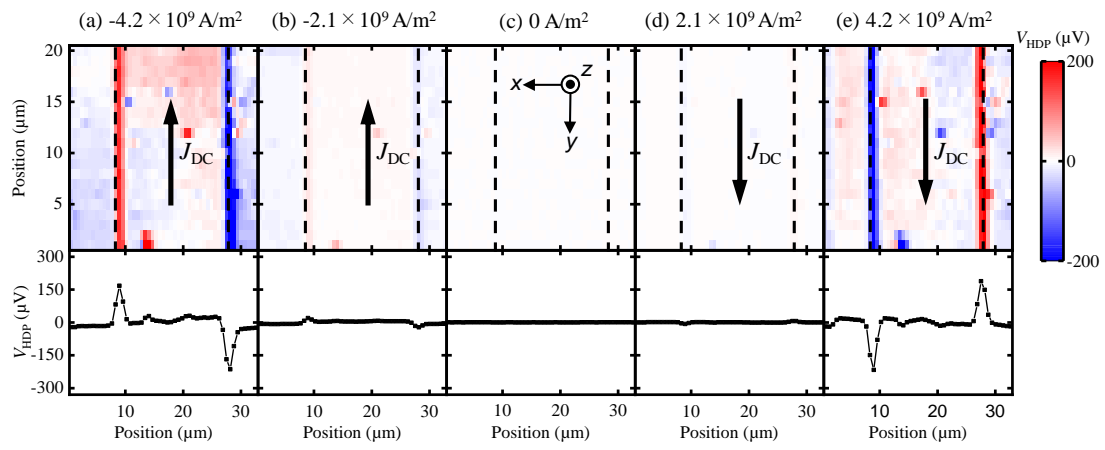 (a) -4.2 × 10⁹ A/m² (b) -2.1 × 10⁹ A/m² (c) 0 A/m² (d) 2.1 × 10⁹ A/m² (e) 4.2 × 10⁹ A/m²
V_HDP (µV)
200
0
-200
Position (µm)
20
15
10
5
J_DC
J_DC
x z
y
J_DC
J_DC
V_HDP (µV)
300
150
0
-150
-300
10 20 30 10 20 30 10 20 30 10 20 30 10 20 30
Position (µm) Position (µm) Position (µm) Position (µm) Position (µm)